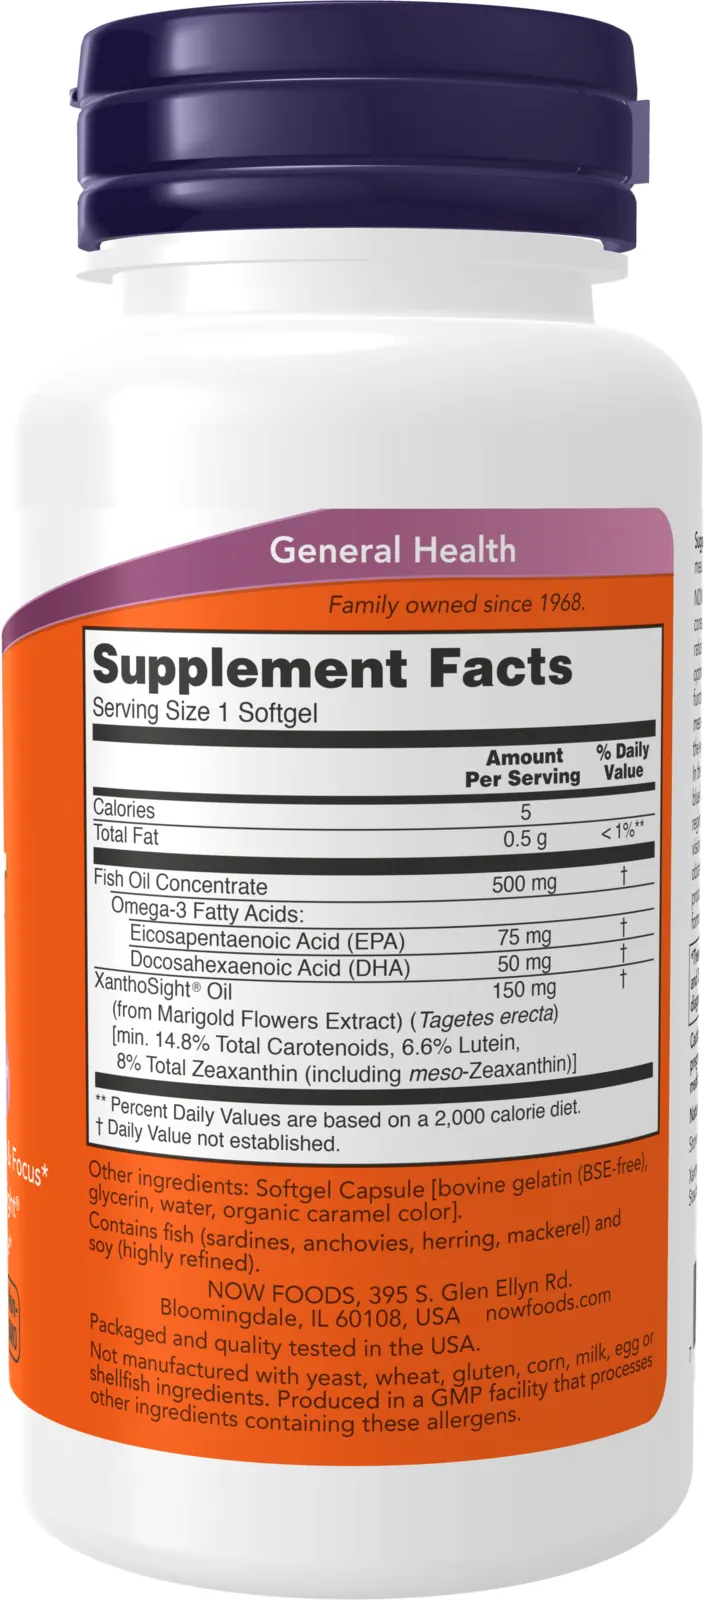 General Health
Family owned since 1968.
Supplement Facts
Serving Size 1 Softgel
Amount Per Serving % Daily Value
Calories 5
Total Fat 0.5 g <1%**
Fish Oil Concentrate 500 mg †
Omega-3 Fatty Acids:
Eicosapentaenoic Acid (EPA) 75 mg †
Docosahexaenoic Acid (DHA) 50 mg †
XanthoSight® Oil 150 mg †
(from Marigold Flowers Extract) (Tagetes erecta)
[min. 14.8% Total Carotenoids, 6.6% Lutein,
8% Total Zeaxanthin (including meso-Zeaxanthin)]
** Percent Daily Values are based on a 2,000 calorie diet.
† Daily Value not established.
& Focus*
Other ingredients: Softgel Capsule [bovine gelatin (BSE-free),
glycerin, water, organic caramel color].
Contains fish (sardines, anchovies, herring, mackerel) and
soy (highly refined).
NOW FOODS, 395 S. Glen Ellyn Rd.
Bloomingdale, IL 60108, USA nowfoods.com
Packaged and quality tested in the USA.
Not manufactured with yeast, wheat, gluten, corn, milk, egg or
shellfish ingredients. Produced in a GMP facility that processes
other ingredients containing these allergens.